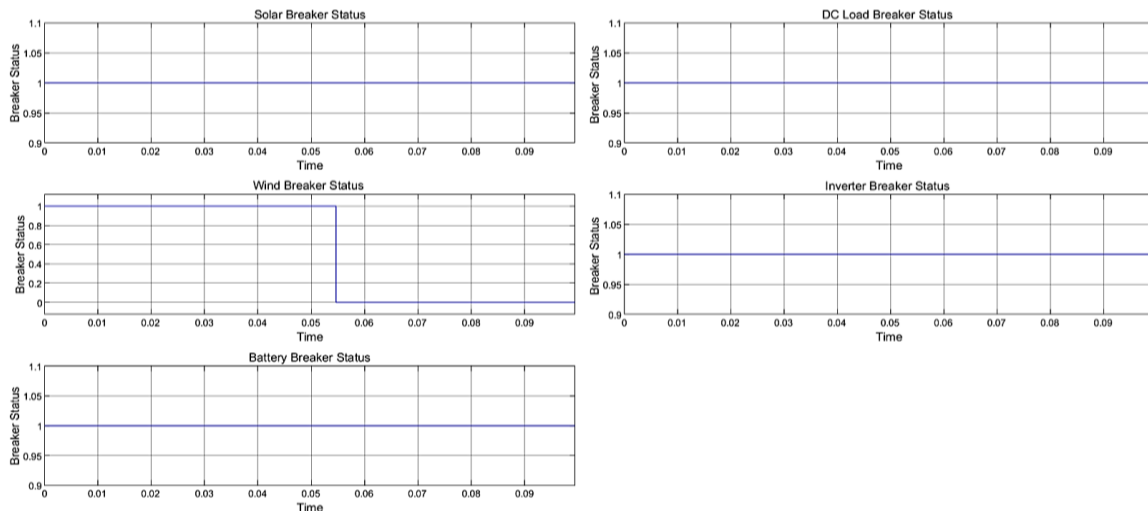 Solar Breaker Status
Breaker Status
1.1
1.05
1
0.95
0.9
0 0.01 0.02 0.03 0.04 0.05 0.06 0.07 0.08 0.09
Time
DC Load Breaker Status
Breaker Status
1.1
1.05
1
0.95
0.9
0 0.01 0.02 0.03 0.04 0.05 0.06 0.07 0.08 0.09
Time
Wind Breaker Status
Breaker Status
1
0.8
0.6
0.4
0.2
0
0 0.01 0.02 0.03 0.04 0.05 0.06 0.07 0.08 0.09
Time
Inverter Breaker Status
Breaker Status
1.1
1.05
1
0.95
0.9
0 0.01 0.02 0.03 0.04 0.05 0.06 0.07 0.08 0.09
Time
Battery Breaker Status
Breaker Status
1.1
1.05
1
0.95
0.9
0 0.01 0.02 0.03 0.04 0.05 0.06 0.07 0.08 0.09
Time